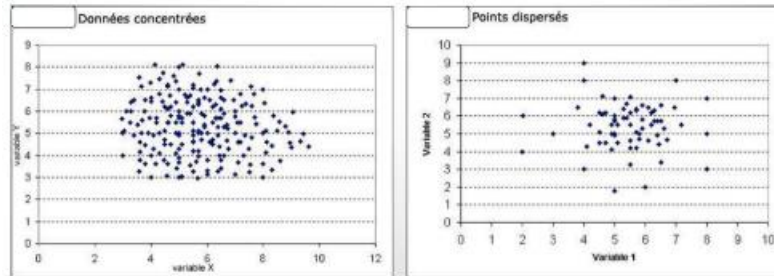 Données concentrées
9
8
7
6
5
4
3
2
1
0
variable Y
0 2 4 6 8 10 12
variable X
Points dispersés
10
9
8
7
6
5
4
3
2
1
0
Variable 2
0 1 2 3 4 5 6 7 8 9 10
Variable 1